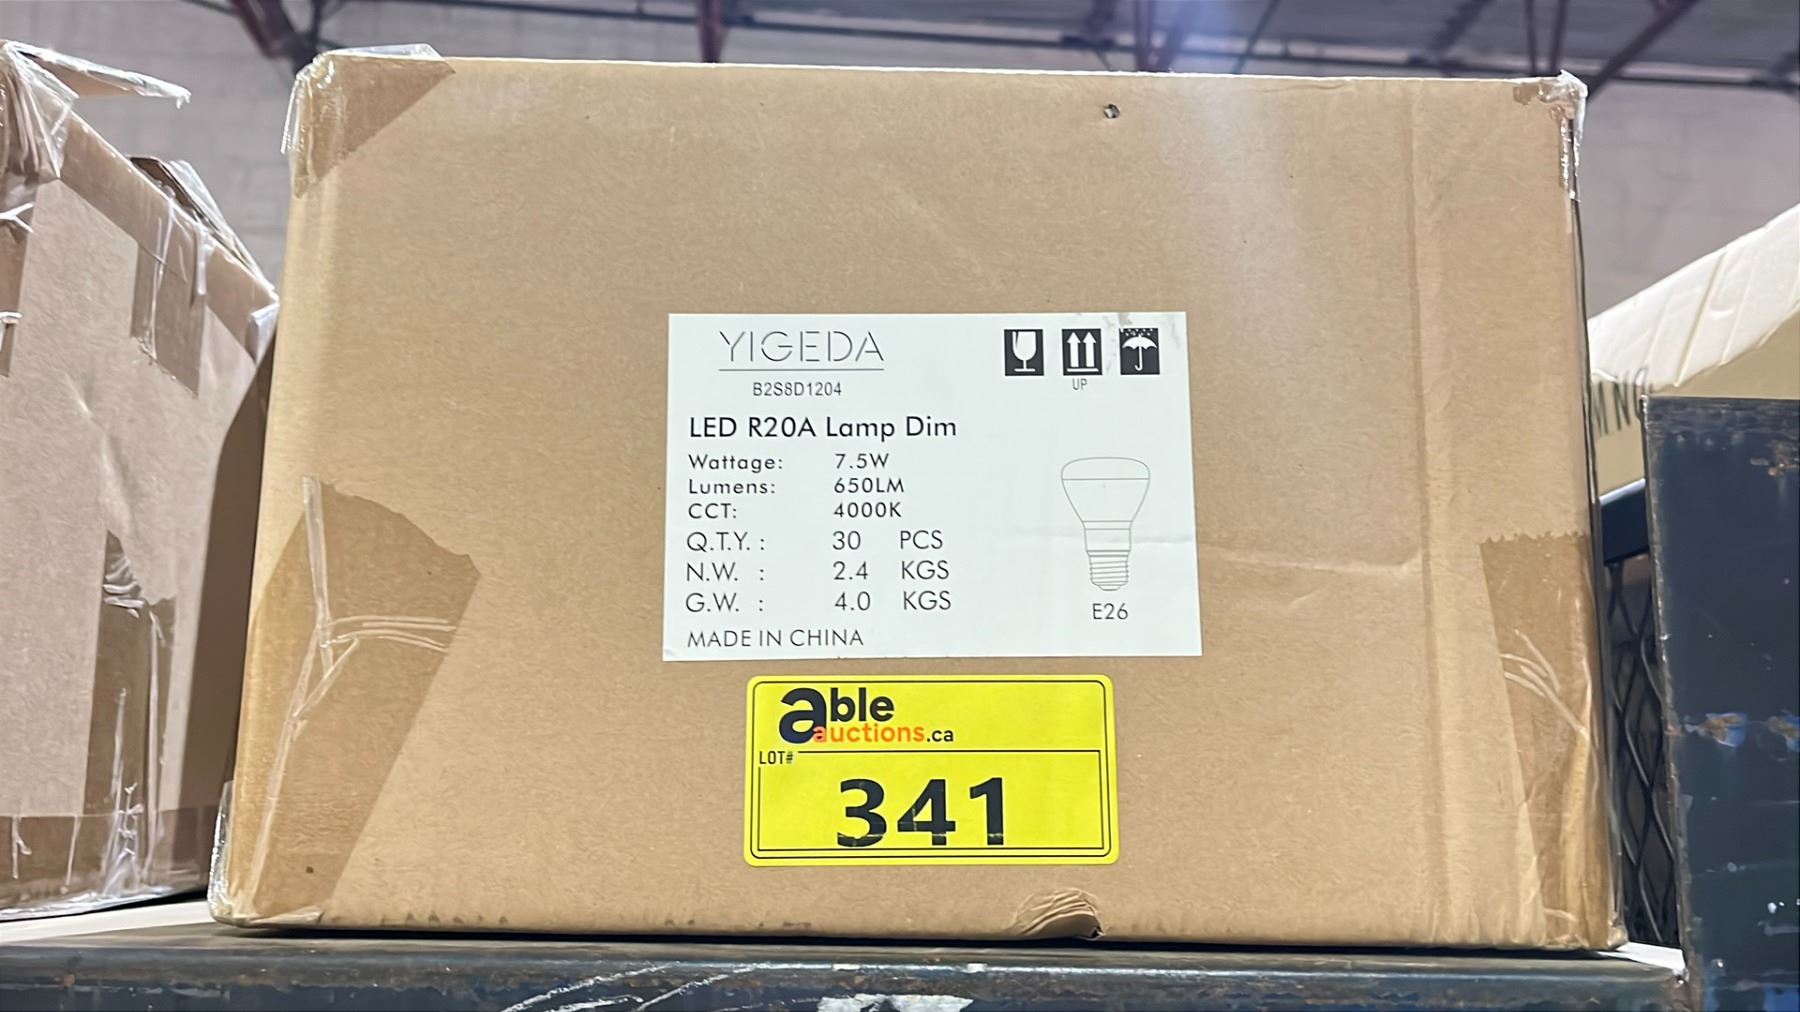 YIGEDA
B2S8D1204
UP
LED R20A Lamp Dim
Wattage: 7.5W
Lumens: 650LM
CCT: 4000K
Q.T.Y. : 30 PCS
N.W. : 2.4 KGS
G.W. : 4.0 KGS
MADE IN CHINA
E26
able
auctions.ca
LOT#
341